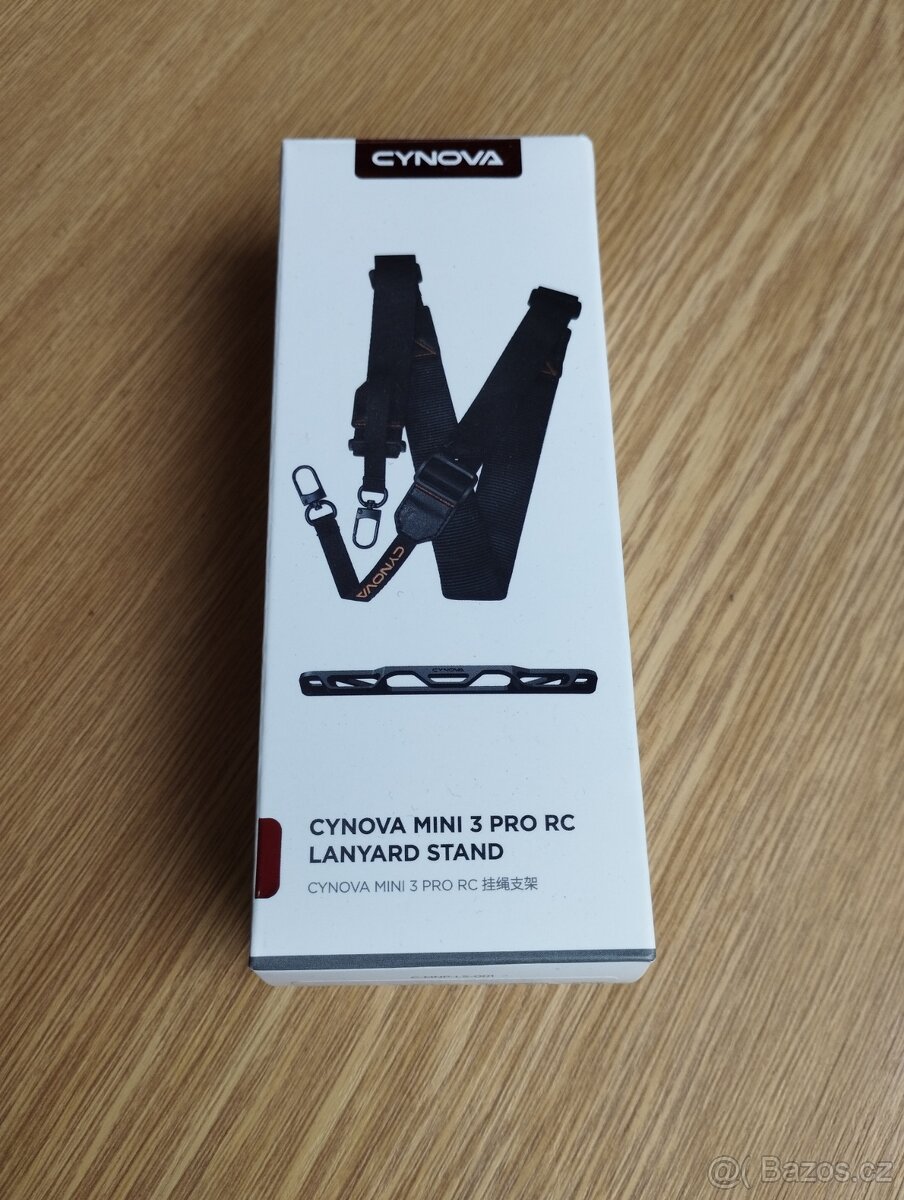 CYNOVA
CYNOVA
CYNOVA
CYNOVA MINI 3 PRO RC
LANYARD STAND
CYNOVA MINI 3 PRO RC 挂绳支架
@( Bazos.cz